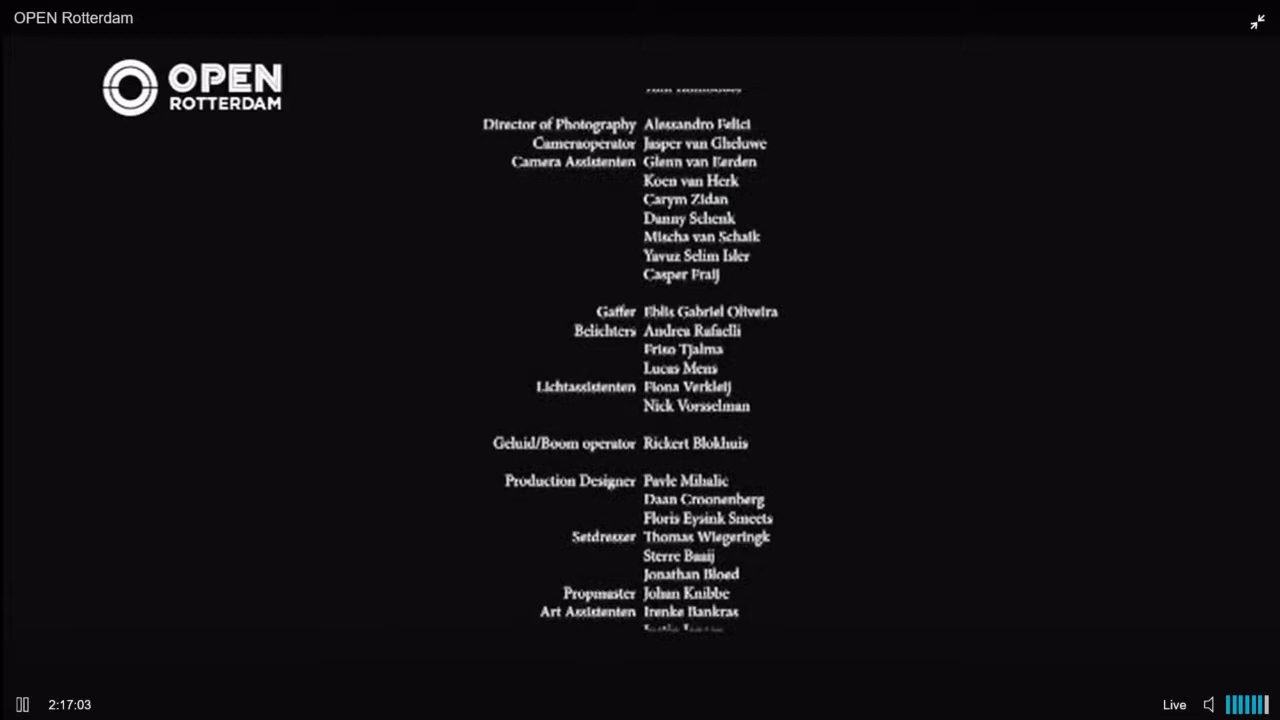 OPEN Rotterdam
OPEN
ROTTERDAM
Director of Photography Alessandro Felici
Cameraoperator Jasper van Gheluwe
Camera Assistenten Glenn van Eerden
Koen van Herk
Carym Zidan
Danny Schenk
Mischa van Schaik
Yavuz Selim Isler
Casper Fraij
Gaffer Eblis Gabriel Oliveira
Belichters Andrea Rafaelli
Friso Tjalma
Lucas Mens
Lichtassistenten Fiona Verkleij
Nick Vorsselman
Geluid/Boom operator Rickert Blokhuis
Production Designer Pavle Mihalic
Daan Croonenberg
Floris Eysink Smeets
Setdresser Thomas Wiegeringk
Sterre Baaij
Jonathan Bloed
Propmaster Johan Knibbe
Art Assistenten Irenke Bankras
2:17:03
Live